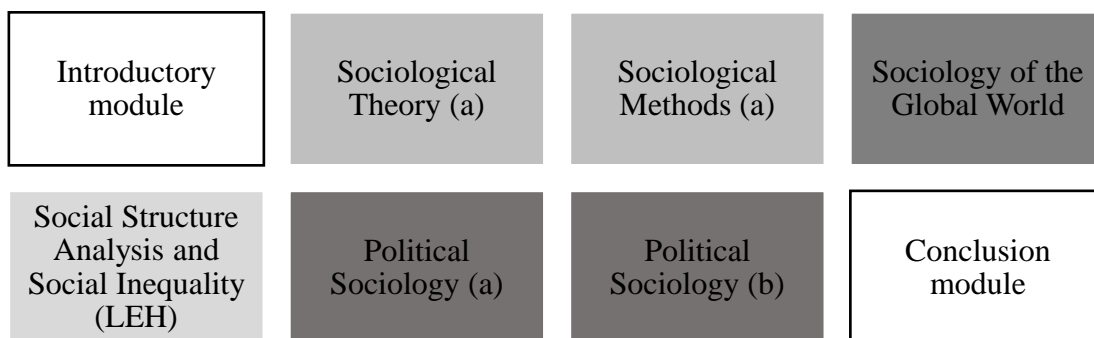 Introductory
module
Sociological
Theory (a)
Sociological
Methods (a)
Sociology of the
Global World
Social Structure
Analysis and
Social Inequality
(LEH)
Political
Sociology (a)
Political
Sociology (b)
Conclusion
module